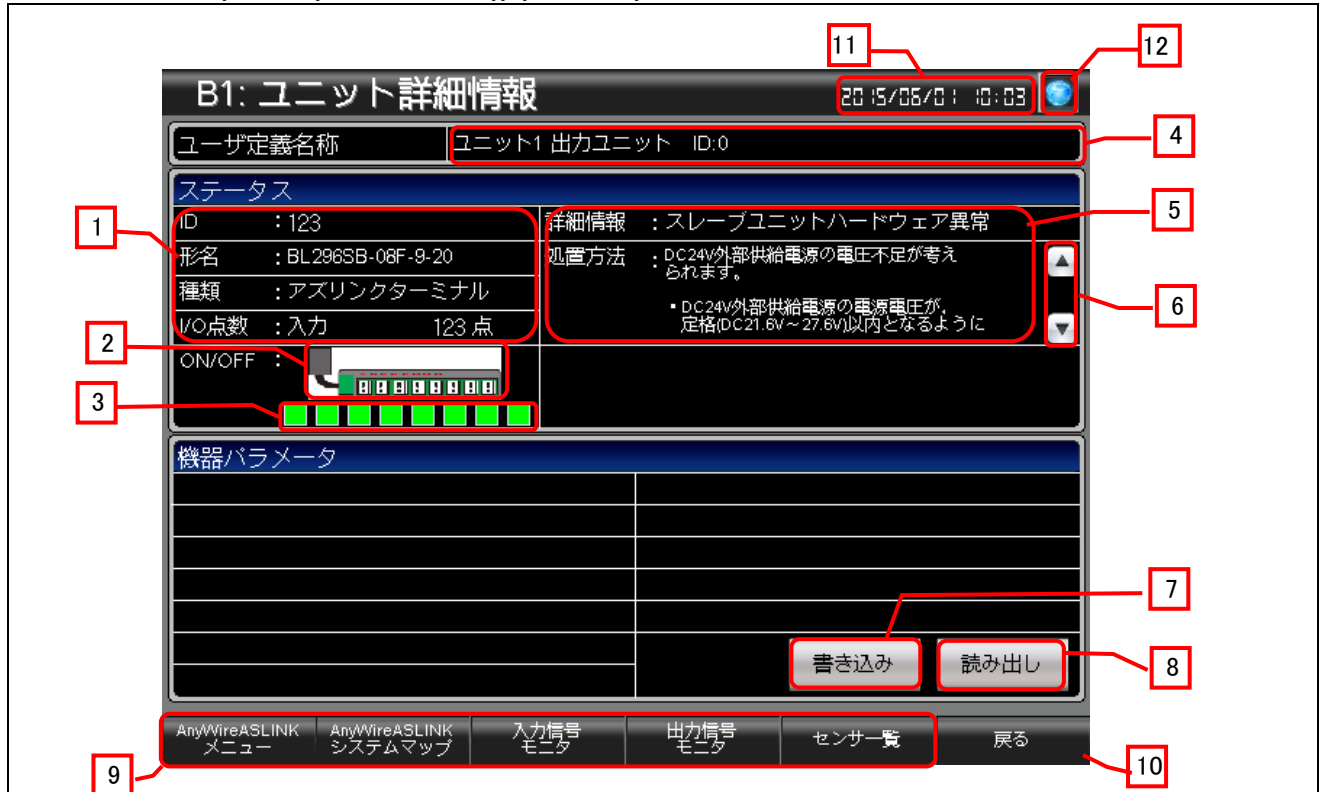 11
12
B1: ユニット詳細情報
2015/06/01 10:03
ユーザ定義名称
ユニット1 出力ユニット ID:0
4
ステータス
1
ID :123
形名 :BL296SB-08F-9-20
種類 :アズリンクターミナル
I/O点数 :入力 123 点
詳細情報 :スレーブユニットハードウェア異常
5
処置方法 :DC24V外部供給電源の電圧不足が考え
られます。
▪DC24V外部供給電源の電源電圧が,
定格(DC21.6V～27.6V)以内となるように
6
2
ON/OFF :
3
機器パラメータ
7
書き込み
読み出し
8
AnyWireASLINK
メニュー
AnyWireASLINK
システムマップ
入力信号
モニタ
出力信号
モニタ
センサ一覧
戻る
9
10